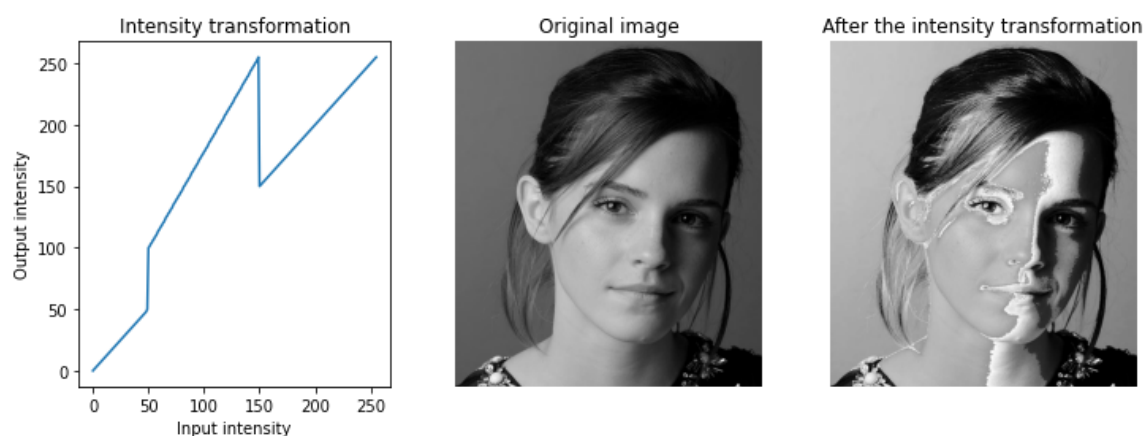 Intensity transformation
Original image
After the intensity transformation
250
200
150
100
50
0
Output intensity
0 50 100 150 200 250
Input intensity